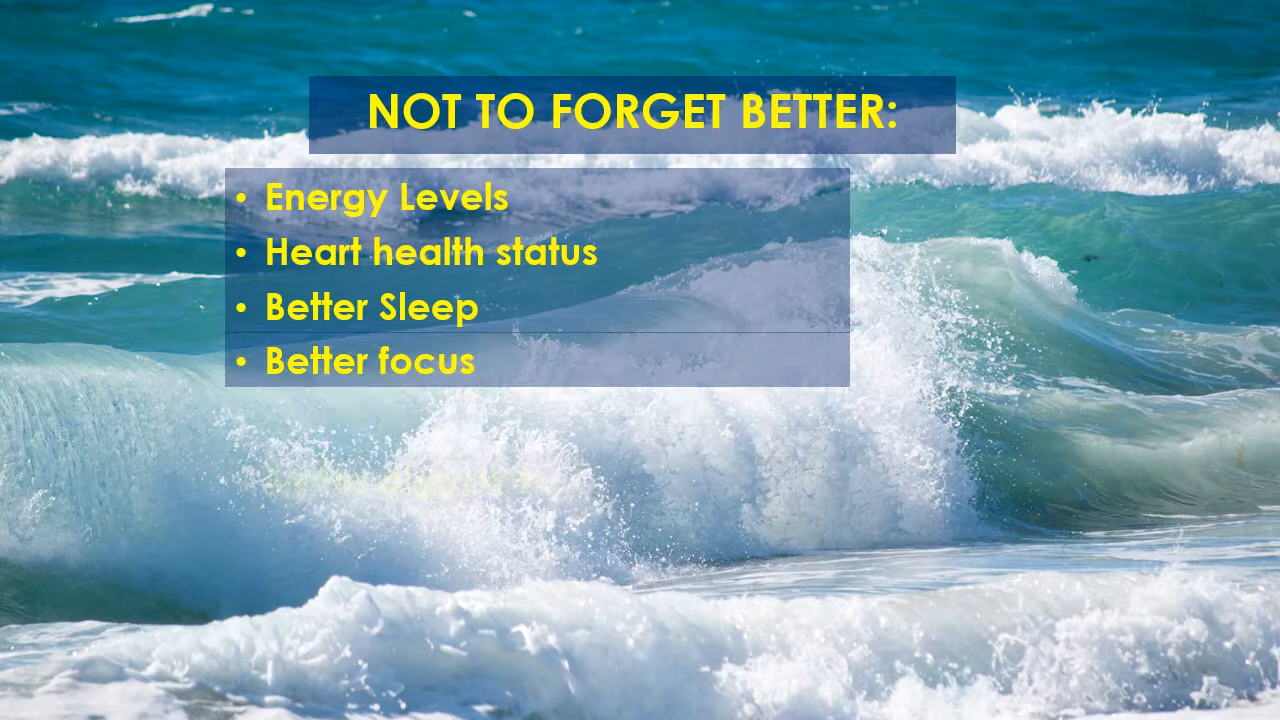 NOT TO FORGET BETTER:
• Energy Levels
• Heart health status
• Better Sleep
• Better focus